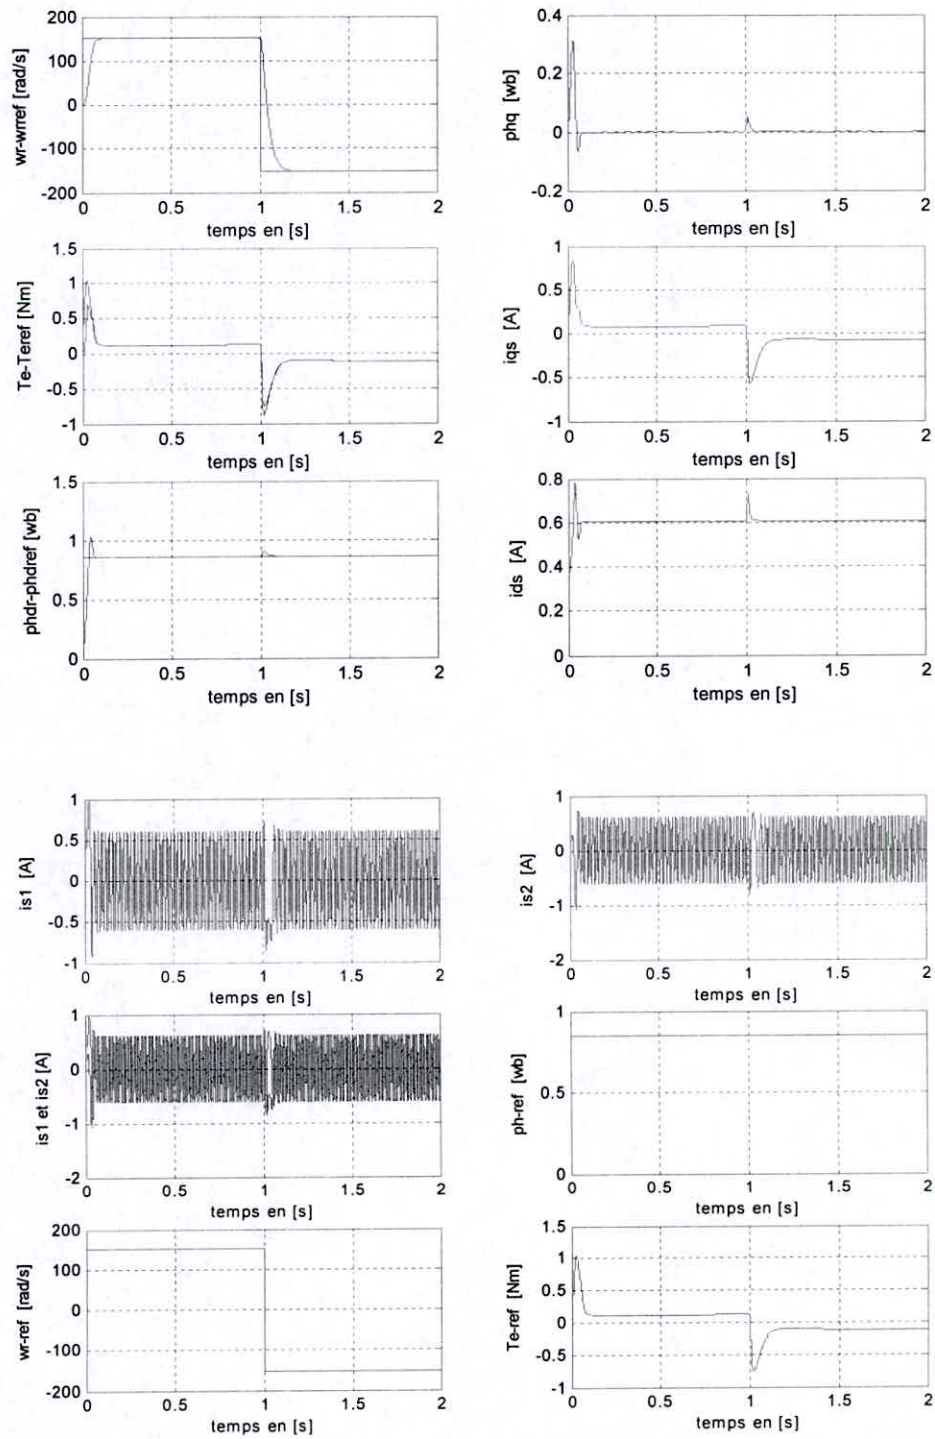 200
100
0
-100
-200
wr-wrref [rad/s]
0 0.5 1 1.5 2
temps en [s]
0.4
0.2
0
-0.2
phq [wb]
0 0.5 1 1.5 2
temps en [s]
1.5
1
0.5
0
-0.5
-1
Te-Teref [Nm]
0 0.5 1 1.5 2
temps en [s]
1
0.5
0
-0.5
-1
iqs [A]
0 0.5 1 1.5 2
temps en [s]
1.5
1
0.5
0
phdr-phdref [wb]
0 0.5 1 1.5 2
temps en [s]
0.8
0.6
0.4
0.2
0
ids [A]
0 0.5 1 1.5 2
temps en [s]
1
0.5
0
-0.5
-1
is1 [A]
0 0.5 1 1.5 2
temps en [s]
1
0
-1
-2
is2 [A]
0 0.5 1 1.5 2
temps en [s]
1
0
-1
-2
is1 et is2 [A]
0 0.5 1 1.5 2
temps en [s]
1
0.5
0
ph-ref [wb]
0 0.5 1 1.5 2
temps en [s]
200
100
0
-100
-200
wr-ref [rad/s]
0 0.5 1 1.5 2
temps en [s]
1.5
1
0.5
0
-0.5
-1
Te-ref [Nm]
0 0.5 1 1.5 2
temps en [s]